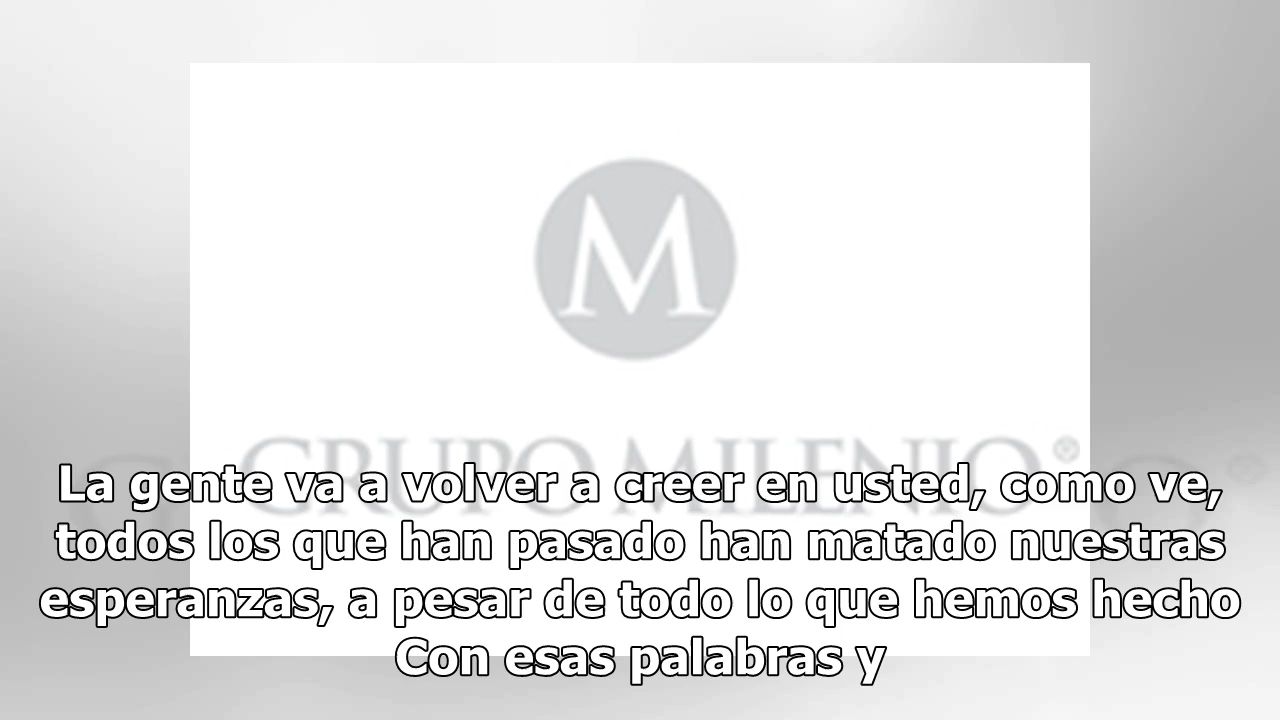 M
GRUPO MILENIO®
La gente va a volver a creer en usted, como ve,
todos los que han pasado han matado nuestras
esperanzas, a pesar de todo lo que hemos hecho
Con esas palabras y